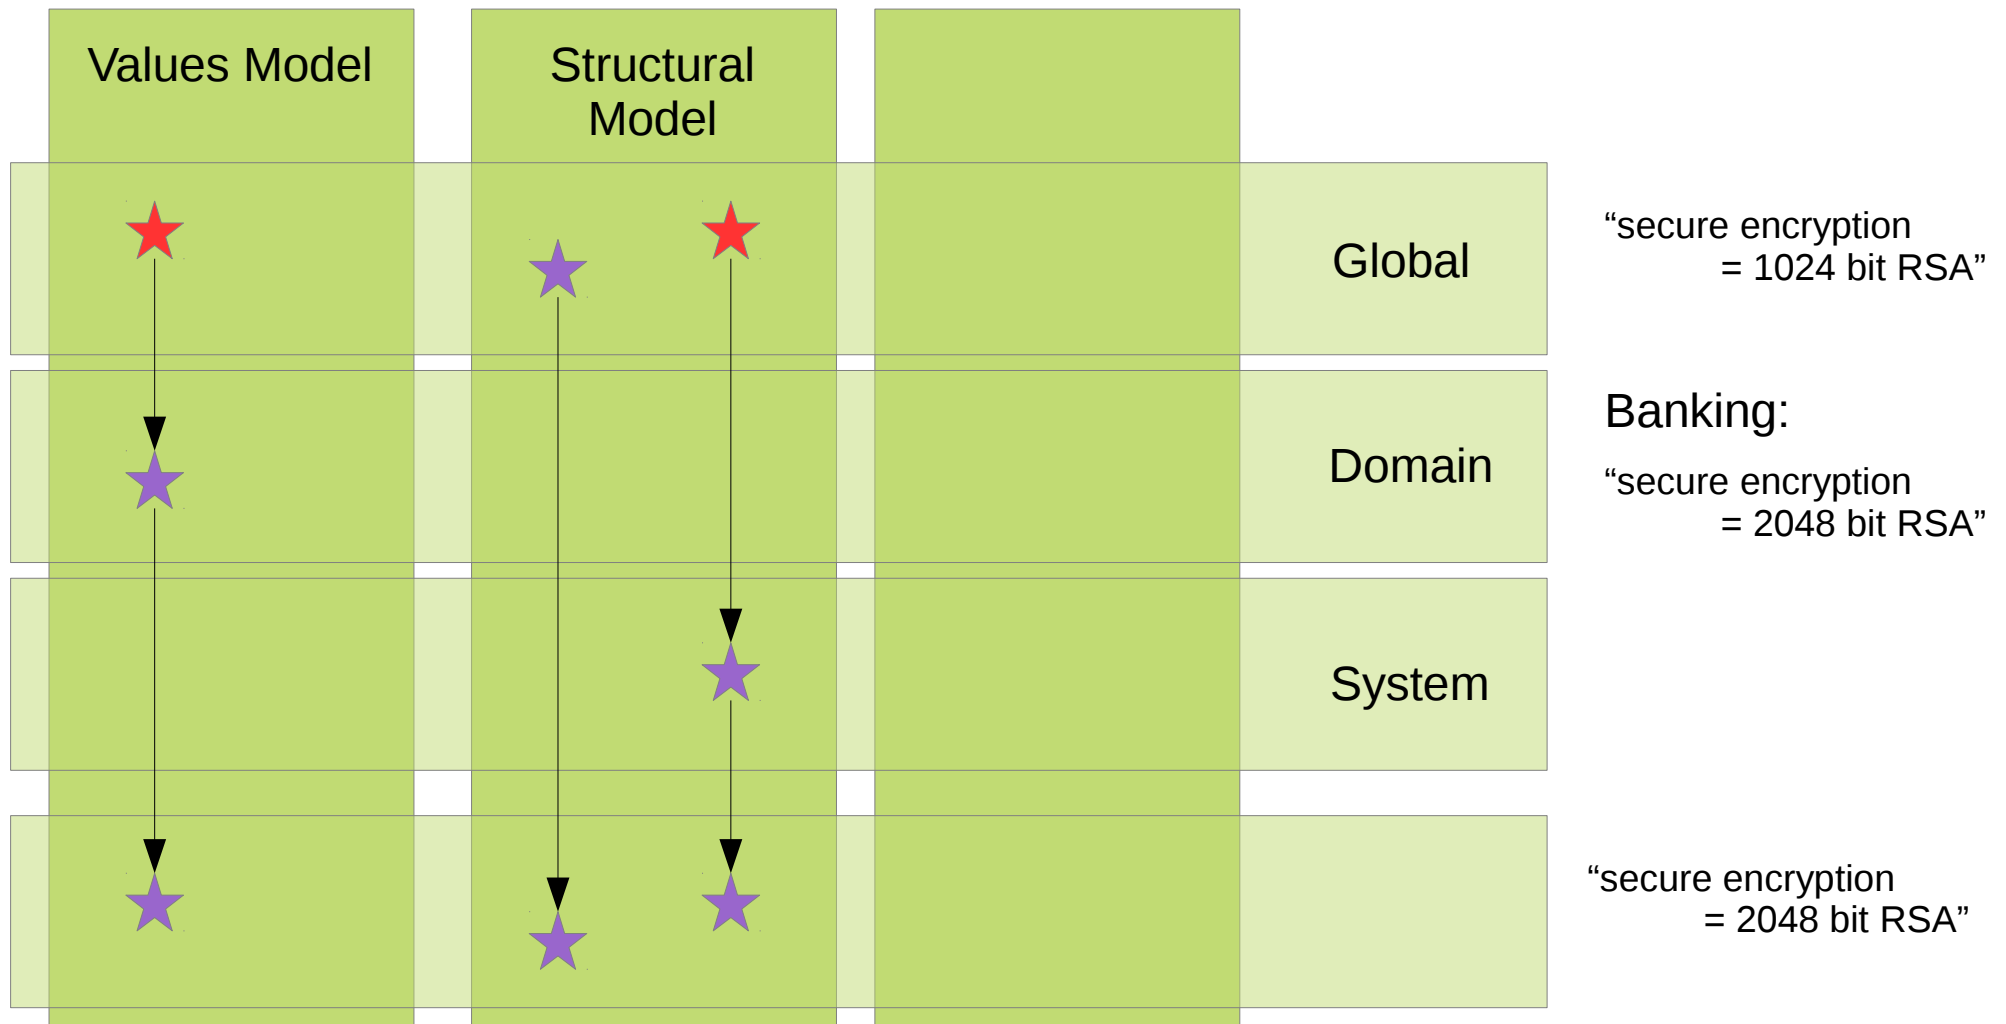 Values Model
Structural
Model
Global
“secure encryption
= 1024 bit RSA”
Banking:
Domain
“secure encryption
= 2048 bit RSA”
System
“secure encryption
= 2048 bit RSA”